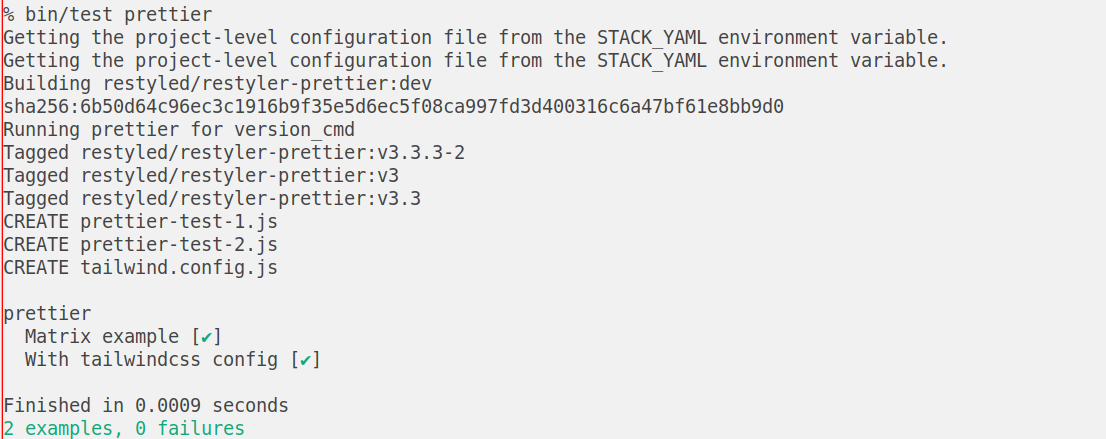 % bin/test prettier
Getting the project-level configuration file from the STACK_YAML environment variable.
Getting the project-level configuration file from the STACK_YAML environment variable.
Building restyled/restyler-prettier:dev
sha256:6b50d64c96ec3c1916b9f35e5d6ec5f08ca997fd3d400316c6a47bf61e8bb9d0
Running prettier for version_cmd
Tagged restyled/restyler-prettier:v3.3.3-2
Tagged restyled/restyler-prettier:v3
Tagged restyled/restyler-prettier:v3.3
CREATE prettier-test-1.js
CREATE prettier-test-2.js
CREATE tailwind.config.js

prettier
  Matrix example [✔]
  With tailwindcss config [✔]

Finished in 0.0009 seconds
2 examples, 0 failures